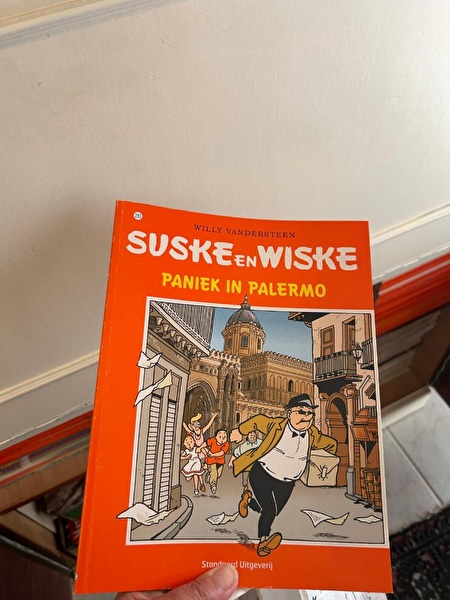 WILLY VANDERSTEEN
SUSKE EN WISKE
PANIEK IN PALERMO
Standaard Uitgeverij